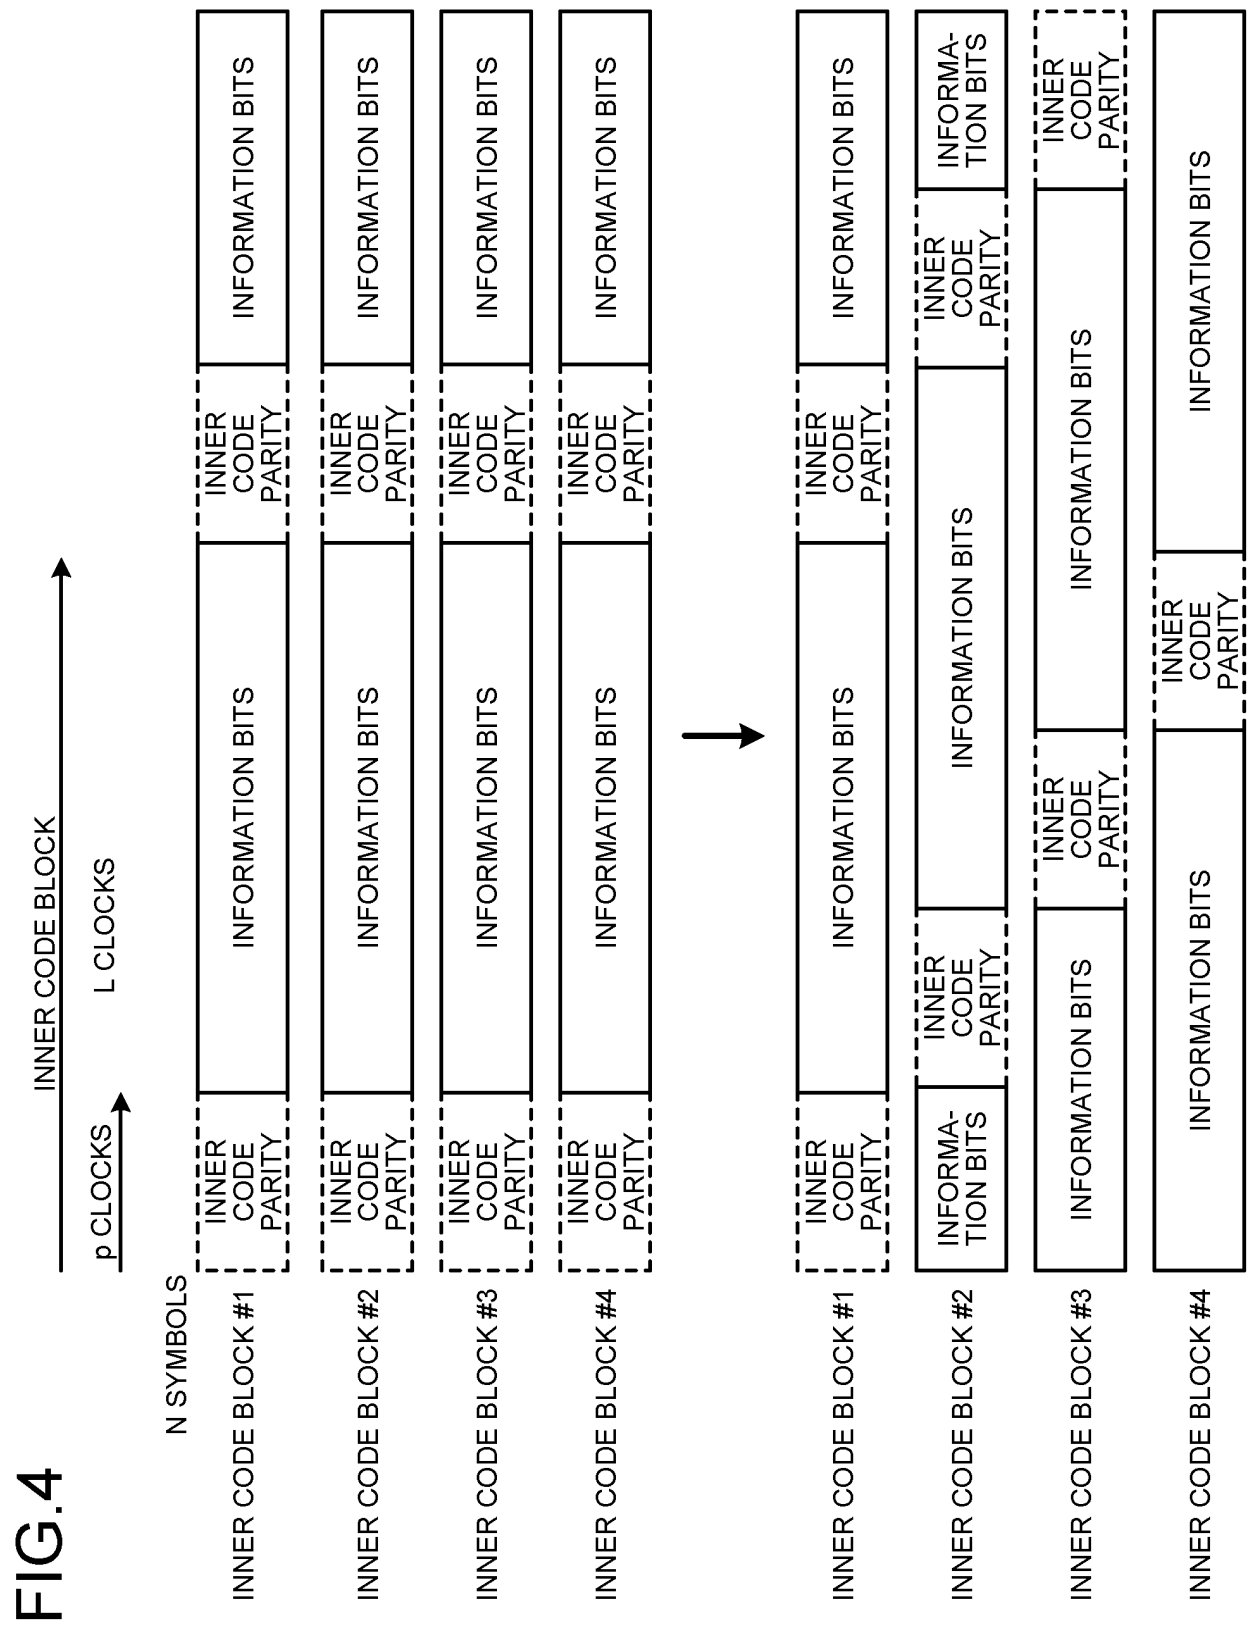 FIG.4
INNER CODE BLOCK
p CLOCKS
L CLOCKS
N SYMBOLS
INNER CODE BLOCK #1
INNER
CODE
PARITY
INFORMATION BITS
INNER
CODE
PARITY
INFORMATION BITS
INNER CODE BLOCK #2
INNER
CODE
PARITY
INFORMATION BITS
INNER
CODE
PARITY
INFORMATION BITS
INNER CODE BLOCK #3
INNER
CODE
PARITY
INFORMATION BITS
INNER
CODE
PARITY
INFORMATION BITS
INNER CODE BLOCK #4
INNER
CODE
PARITY
INFORMATION BITS
INNER
CODE
PARITY
INFORMATION BITS
INNER CODE BLOCK #1
INNER
CODE
PARITY
INFORMATION BITS
INNER
CODE
PARITY
INFORMATION BITS
INNER CODE BLOCK #2
INFORMA-
TION BITS
INNER
CODE
PARITY
INFORMATION BITS
INNER
CODE
PARITY
INFORMA-
TION BITS
INNER CODE BLOCK #3
INFORMATION BITS
INNER
CODE
PARITY
INFORMATION BITS
INNER
CODE
PARITY
INNER CODE BLOCK #4
INFORMATION BITS
INNER
CODE
PARITY
INFORMATION BITS